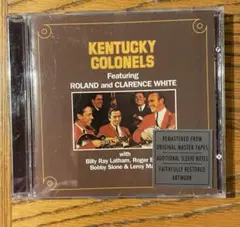 KENTUCKY
COLONELS
Featuring
ROLAND and CLARENCE WHITE
with
Billy Ray Latham, Roger
Bobby Slone & Leroy
REMASTERED FROM
ORIGINAL MASTER TAPES
ADDITIONAL SLEEVE NOTES
FAITHFULLY RESTORED
ARTWORK